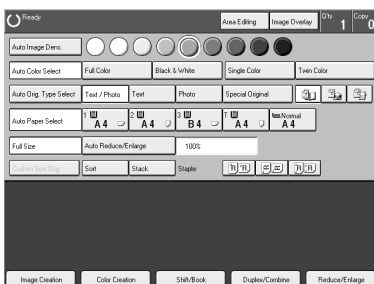 Ready Area Editing Image Overlay Q'ty 1 Copy 0
Auto Image Dens.
Auto Color Select Full Color Black & White Single Color Twin Color
Auto Orig. Type Select Text / Photo Text Photo Special Original
Auto Paper Select 1 A4 2 A4 3 B4 T A4 Normal A4
Full Size Auto Reduce/Enlarge 100%
Custom Size Orig. Sort Stack Staple:
Image Creation Color Creation Shift/Book Duplex/Combine Reduce/Enlarge